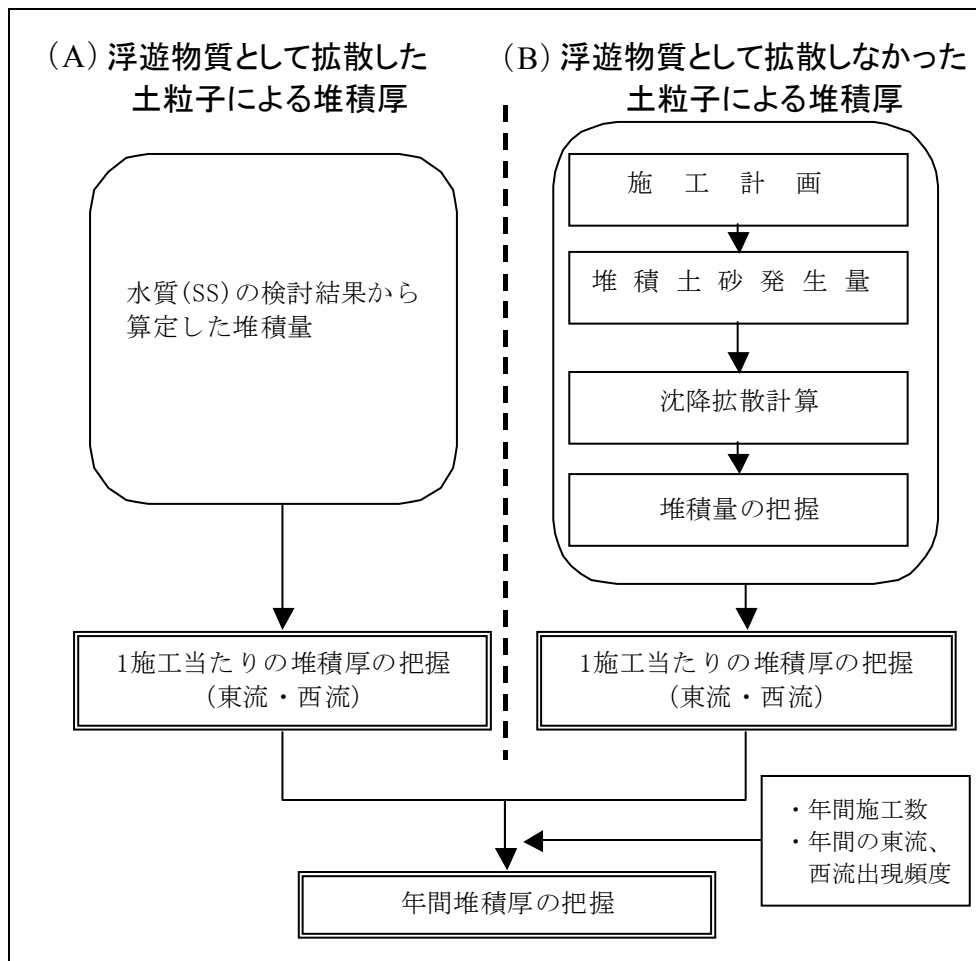 (A) 浮遊物質として拡散した
土粒子による堆積厚
水質(SS)の検討結果から
算定した堆積量
1施工当たりの堆積厚の把握
(東流・西流)
(B) 浮遊物質として拡散しなかった
土粒子による堆積厚
施工計画
堆積土砂発生量
沈降拡散計算
堆積量の把握
1施工当たりの堆積厚の把握
(東流・西流)
・年間施工数
・年間の東流、
西流出現頻度
年間堆積厚の把握